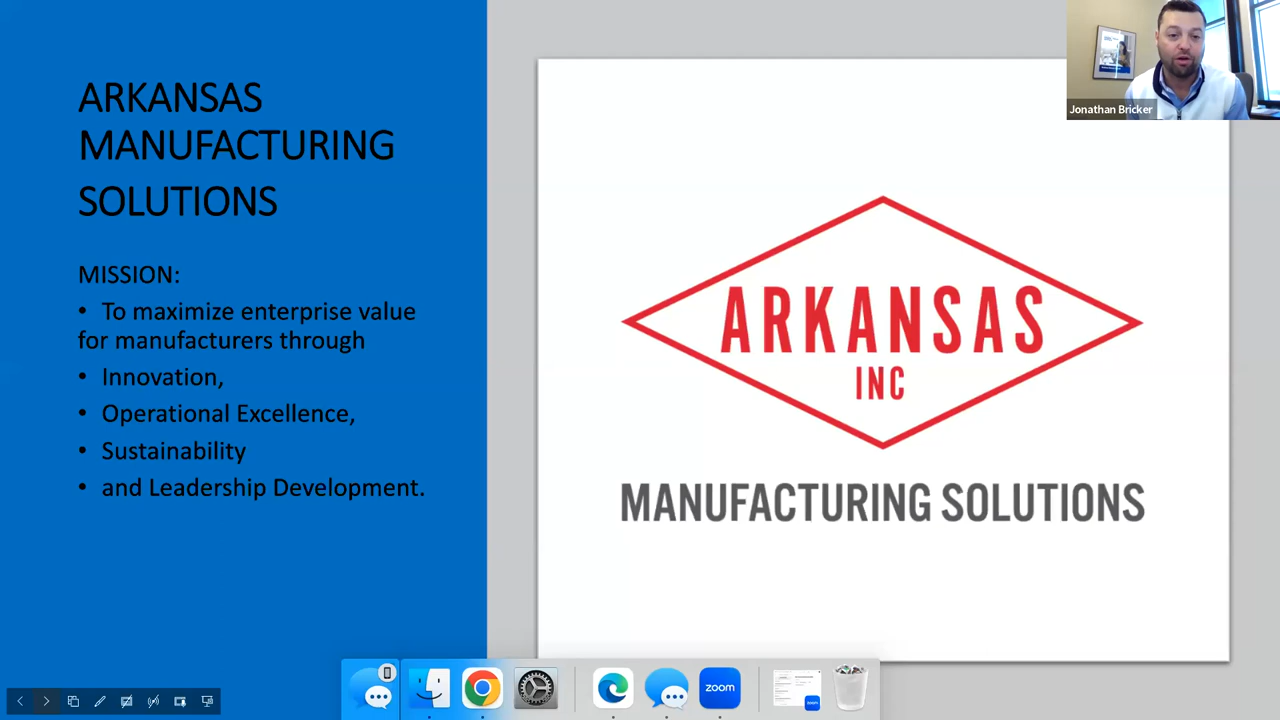 ARKANSAS
MANUFACTURING
SOLUTIONS
MISSION:
• To maximize enterprise value
for manufacturers through
• Innovation,
• Operational Excellence,
• Sustainability
• and Leadership Development.
ARKANSAS
INC
MANUFACTURING SOLUTIONS
Jonathan Bricker
zoom
zoom